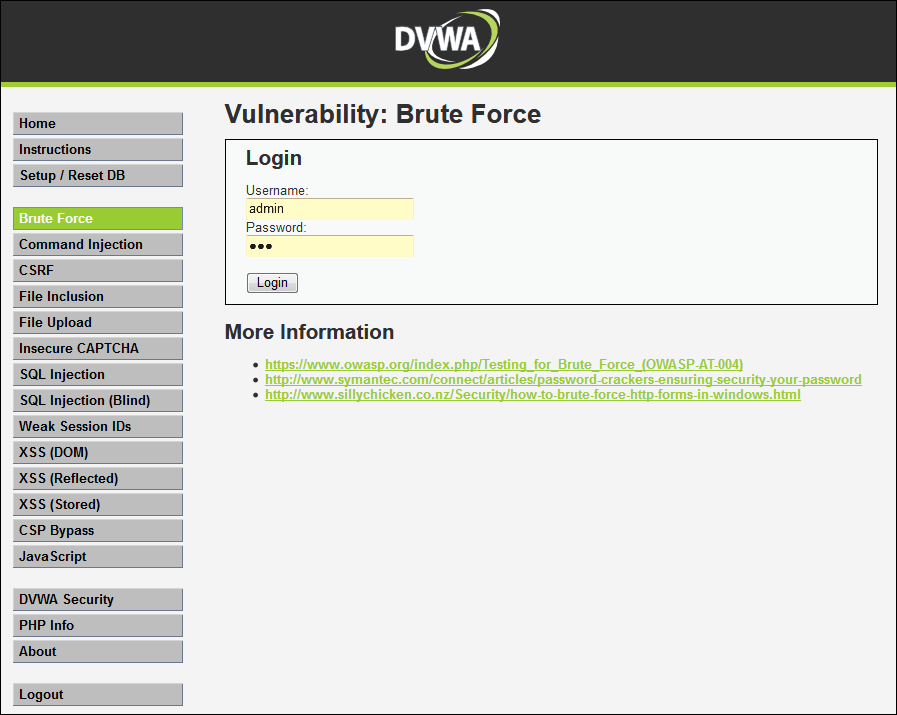 DVWA
Home
Instructions
Setup / Reset DB
Brute Force
Command Injection
CSRF
File Inclusion
File Upload
Insecure CAPTCHA
SQL Injection
SQL Injection (Blind)
Weak Session IDs
XSS (DOM)
XSS (Reflected)
XSS (Stored)
CSP Bypass
JavaScript
DVWA Security
PHP Info
About
Logout
Vulnerability: Brute Force
Login
Username:
admin
Password:
●●●
Login
More Information
https://www.owasp.org/index.php/Testing_for_Brute_Force_(OWASP-AT-004)
http://www.symantec.com/connect/articles/password-crackers-ensuring-security-your-password
http://www.sillychicken.co.nz/Security/how-to-brute-force-http-forms-in-windows.html